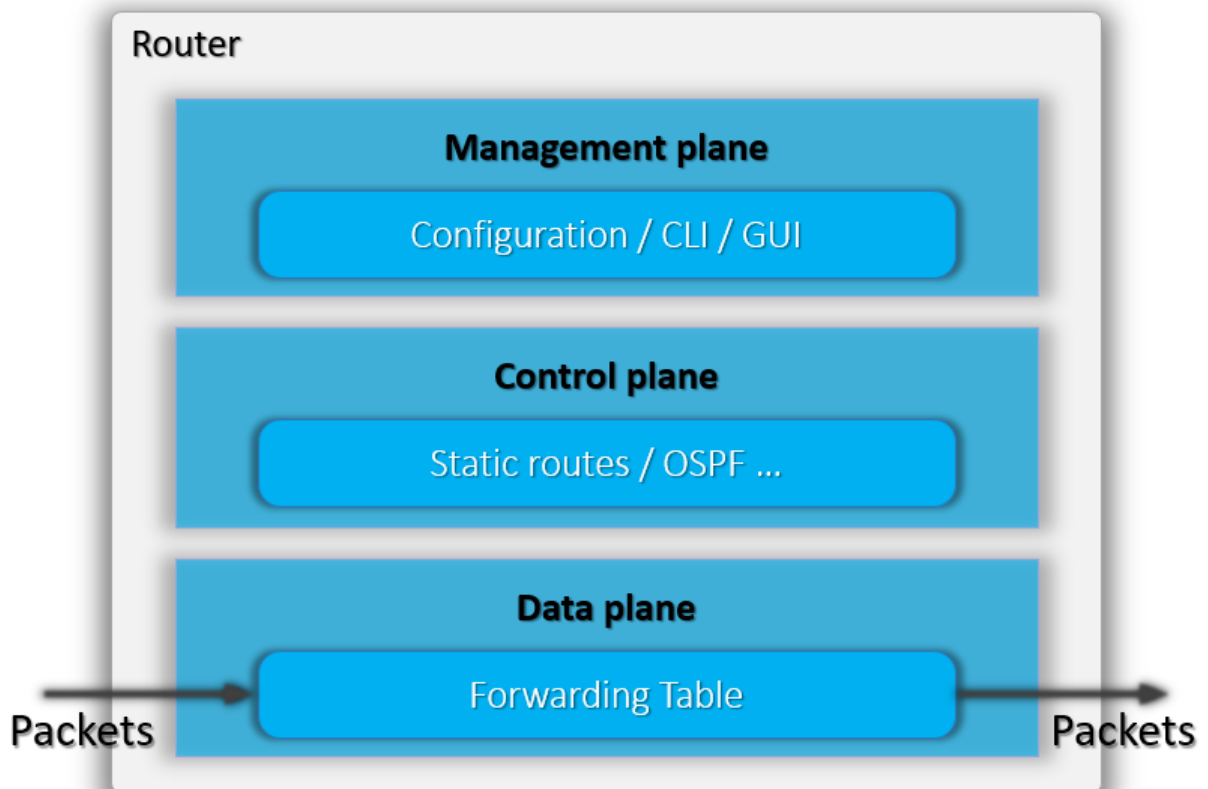 Router
Management plane
Configuration / CLI / GUI
Control plane
Static routes / OSPF ...
Data plane
Forwarding Table
Packets
Packets